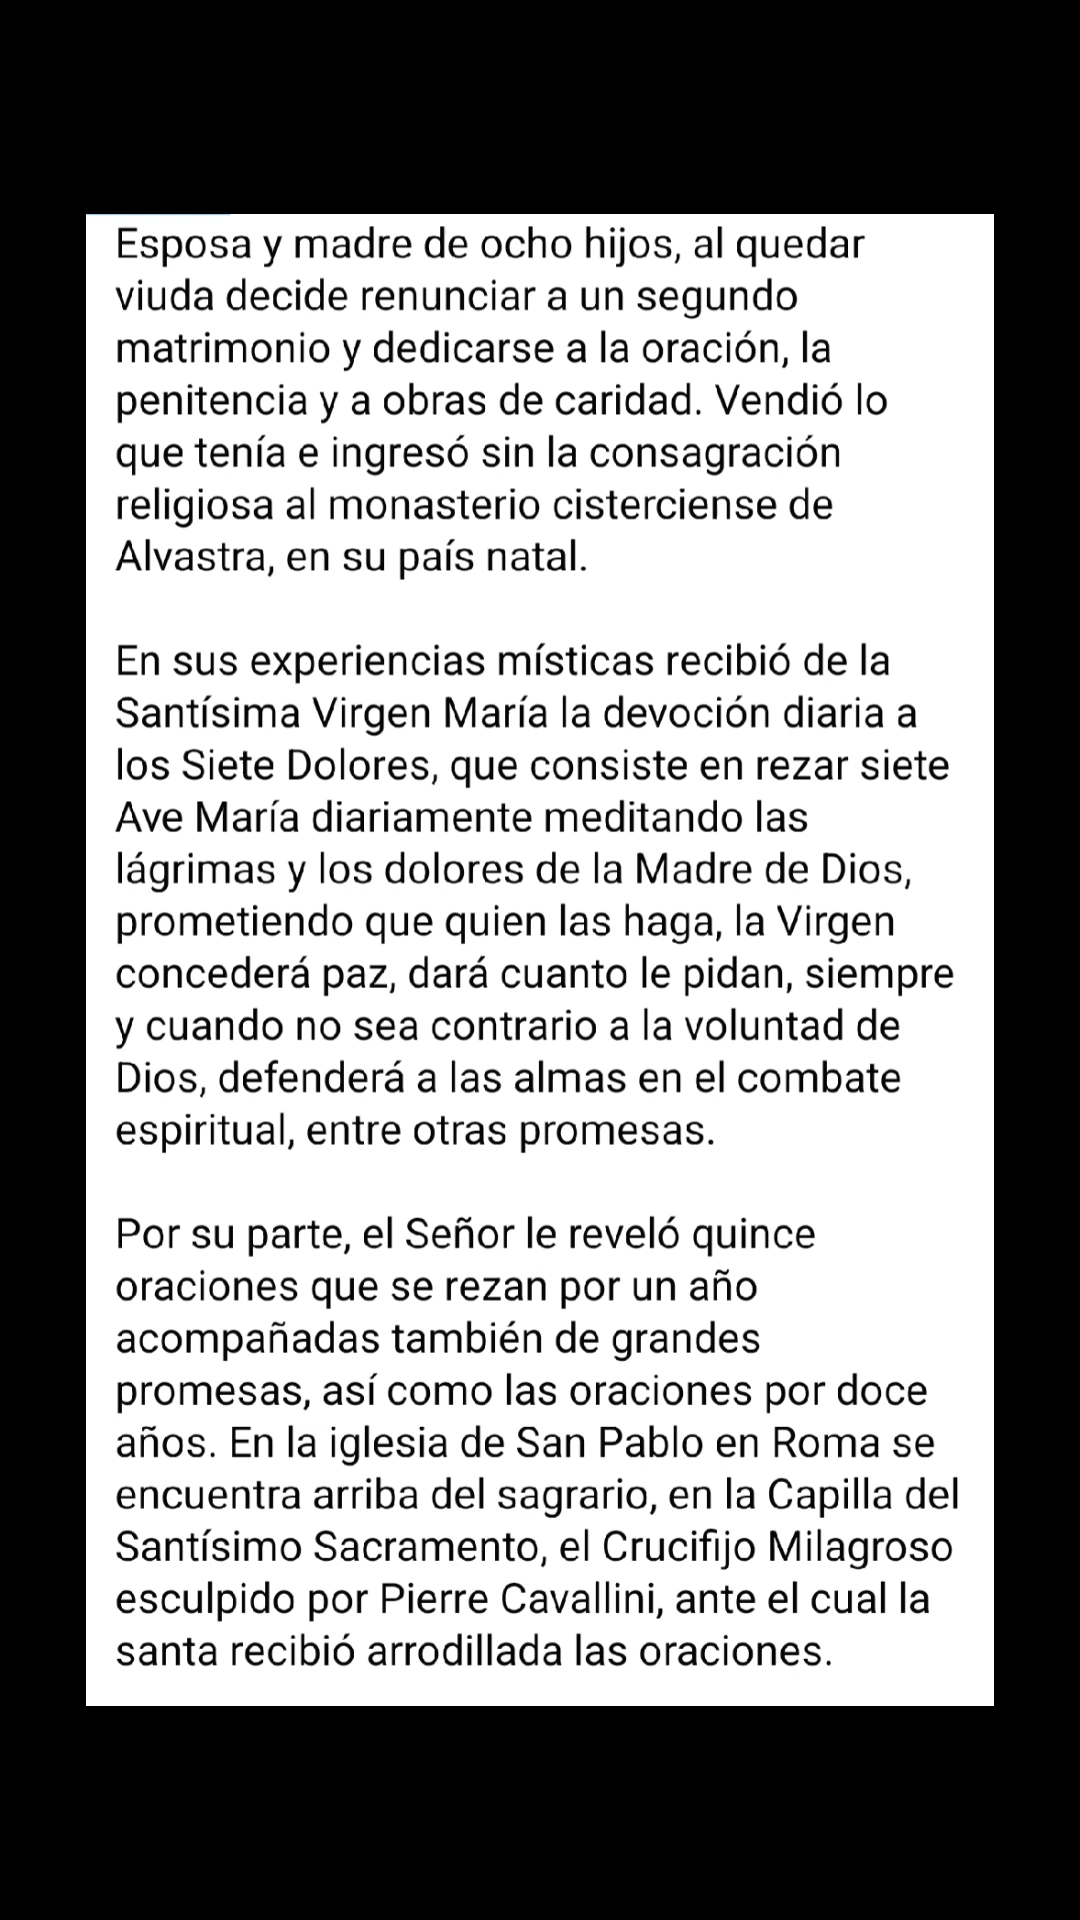 Esposa y madre de ocho hijos, al quedar
viuda decide renunciar a un segundo
matrimonio y dedicarse a la oración, la
penitencia y a obras de caridad. Vendió lo
que tenía e ingresó sin la consagración
religiosa al monasterio cisterciense de
Alvastra, en su país natal.
En sus experiencias místicas recibió de la
Santísima Virgen María la devoción diaria a
los Siete Dolores, que consiste en rezar siete
Ave María diariamente meditando las
lágrimas y los dolores de la Madre de Dios,
prometiendo que quien las haga, la Virgen
concederá paz, dará cuanto le pidan, siempre
y cuando no sea contrario a la voluntad de
Dios, defenderá a las almas en el combate
espiritual, entre otras promesas.
Por su parte, el Señor le reveló quince
oraciones que se rezan por un año
acompañadas también de grandes
promesas, así como las oraciones por doce
años. En la iglesia de San Pablo en Roma se
encuentra arriba del sagrario, en la Capilla del
Santísimo Sacramento, el Crucifijo Milagroso
esculpido por Pierre Cavallini, ante el cual la
santa recibió arrodillada las oraciones.